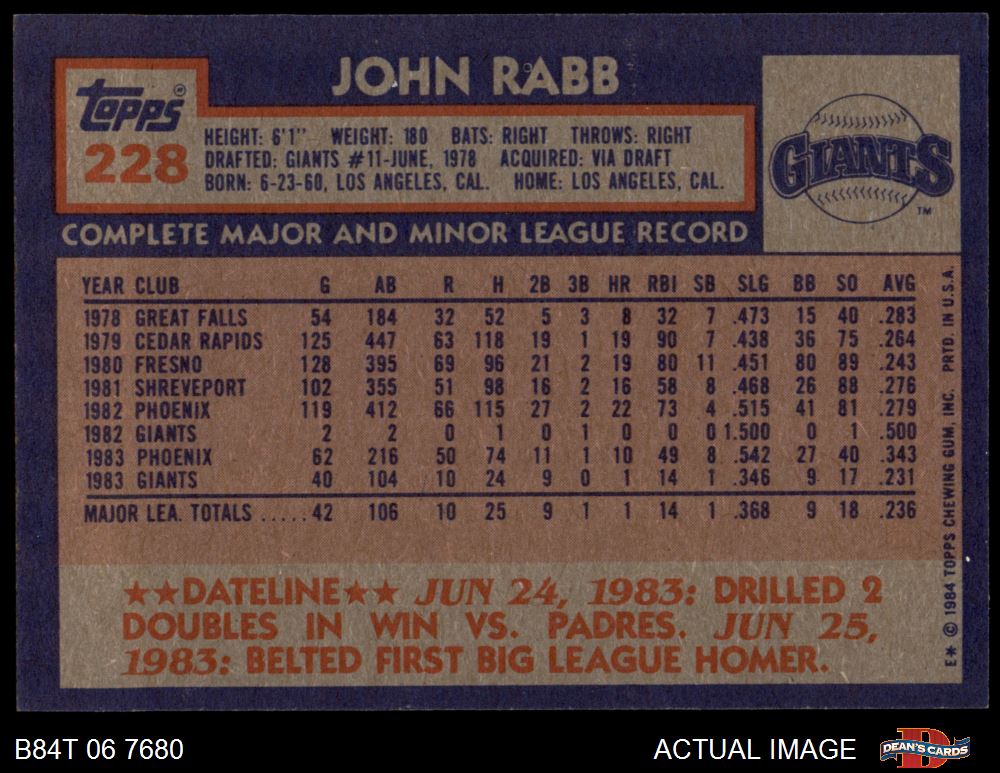 JOHN RABB
Topps®
228
HEIGHT: 6'1" WEIGHT: 180 BATS: RIGHT THROWS: RIGHT
DRAFTED: GIANTS #11-JUNE, 1978 ACQUIRED: VIA DRAFT
BORN: 6-23-60, LOS ANGELES, CAL. HOME: LOS ANGELES, CAL.
GIANTS
TM
COMPLETE MAJOR AND MINOR LEAGUE RECORD
YEAR CLUB G AB R H 2B 3B HR RBI SB SLG BB SO AVG
1978 GREAT FALLS 54 184 32 52 5 3 8 32 7 .473 15 40 .283
1979 CEDAR RAPIDS 125 447 63 118 19 1 19 90 7 .438 36 75 .264
1980 FRESNO 128 395 69 96 21 2 19 80 11 .451 80 89 .243
1981 SHREVEPORT 102 355 51 98 16 2 16 58 8 .468 26 88 .276
1982 PHOENIX 119 412 66 115 27 2 22 73 4 .515 41 81 .279
1982 GIANTS 2 2 0 1 0 1 0 0 0 1.500 0 1 .500
1983 PHOENIX 62 216 50 74 11 1 10 49 8 .542 27 40 .343
1983 GIANTS 40 104 10 24 9 0 1 14 1 .346 9 17 .231
MAJOR LEA. TOTALS .....42 106 10 25 9 1 1 14 1 .368 9 18 .236
★★DATELINE★★ JUN 24, 1983: DRILLED 2
DOUBLES IN WIN VS. PADRES. JUN 25,
1983: BELTED FIRST BIG LEAGUE HOMER.
E* © 1984 TOPPS CHEWING GUM, INC. PRTD. IN U.S.A.
B84T 06 7680
ACTUAL IMAGE
DEAN'S CARDS